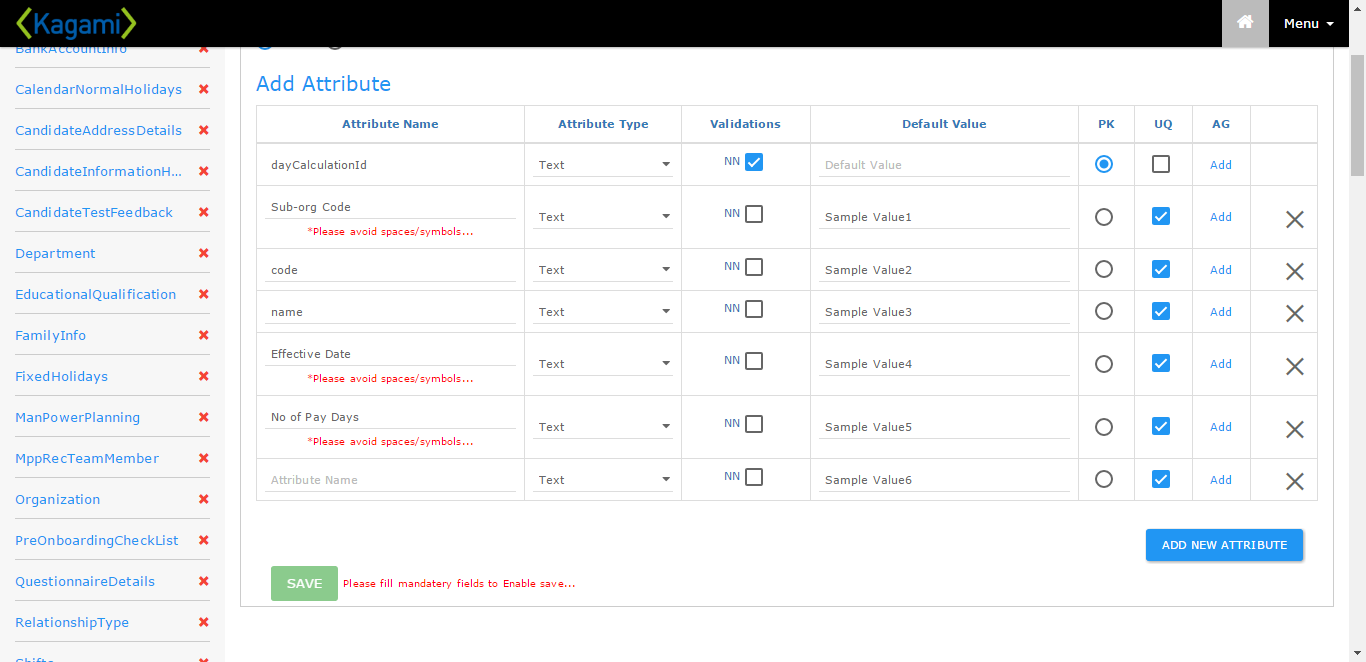 Kagami
Menu
BankAccountInfo
CalendarNormalHolidays
CandidateAddressDetails
CandidateInformationH...
CandidateTestFeedback
Department
EducationalQualification
FamilyInfo
FixedHolidays
ManPowerPlanning
MppRecTeamMember
Organization
PreOnboardingCheckList
QuestionnaireDetails
RelationshipType
Shifts
Add Attribute
Attribute Name Attribute Type Validations Default Value PK UQ AG
dayCalculationId Text NN Default Value Add
Sub-org Code Text NN Sample Value1 Add
*Please avoid spaces/symbols...
code Text NN Sample Value2 Add
name Text NN Sample Value3 Add
Effective Date Text NN Sample Value4 Add
*Please avoid spaces/symbols...
No of Pay Days Text NN Sample Value5 Add
*Please avoid spaces/symbols...
Attribute Name Text NN Sample Value6 Add
ADD NEW ATTRIBUTE
SAVE Please fill mandatery fields to Enable save...